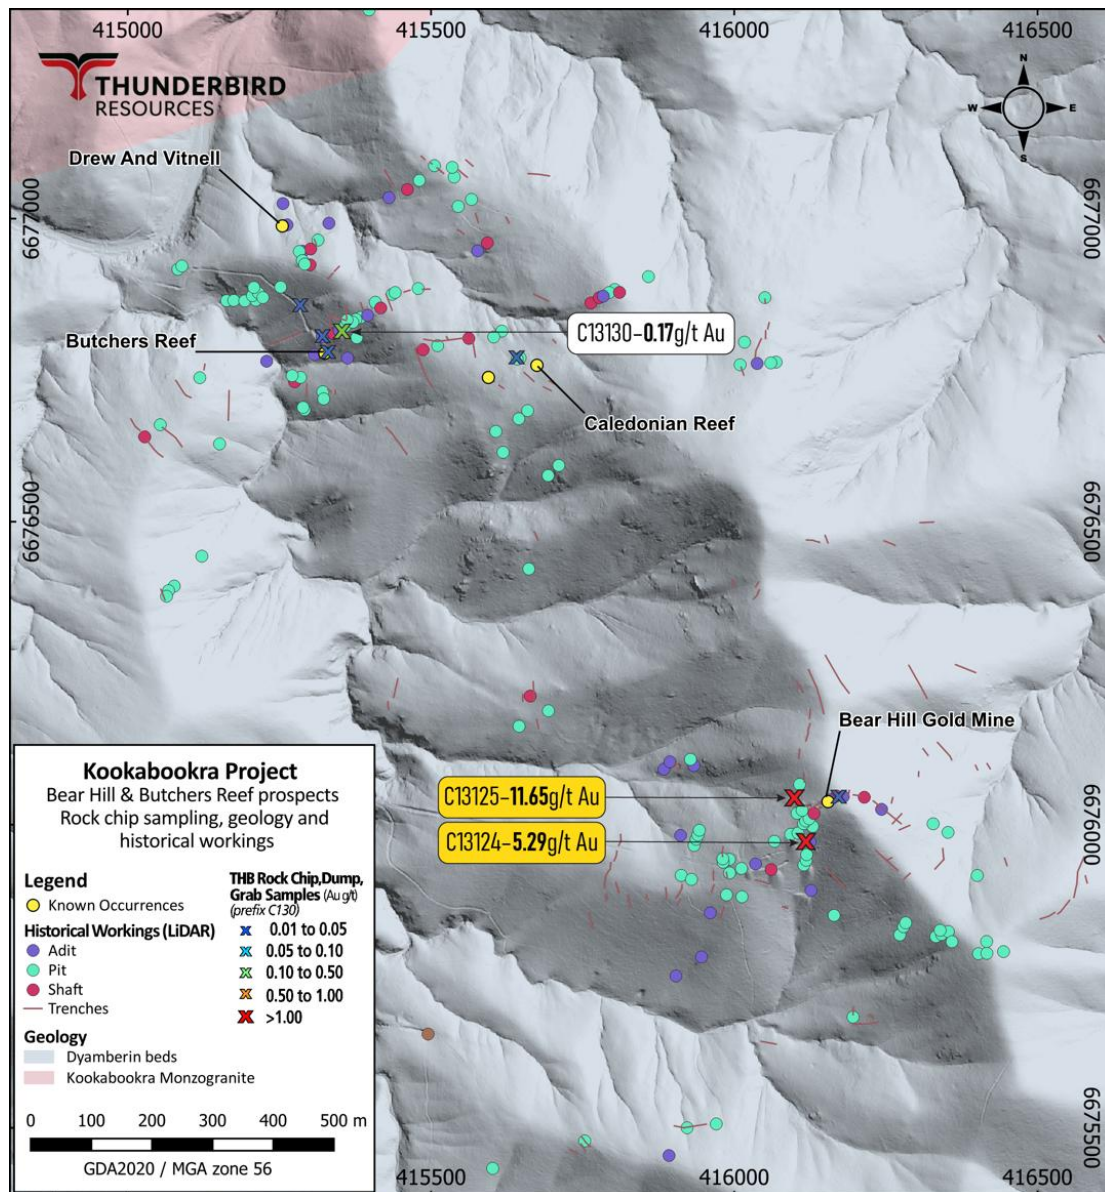 415000
415500
416000
416500
THUNDERBIRD
RESOURCES
N
W
E
S
Drew And Vitnell
6677000
6677000
C13130-0.17g/t Au
Butchers Reef
Caledonian Reef
6676500
6676500
Bear Hill Gold Mine
C13125-11.65g/t Au
C13124-5.29g/t Au
6676000
Kookabookra Project
Bear Hill & Butchers Reef prospects
Rock chip sampling, geology and
historical workings
Legend
Known Occurrences
Historical Workings (LiDAR)
Adit
Pit
Shaft
Trenches
Geology
Dyamberin beds
Kookabookra Monzogranite
THB Rock Chip,Dump,
Grab Samples (Au g/t)
(prefix C130)
0.01 to 0.05
0.05 to 0.10
0.10 to 0.50
0.50 to 1.00
>1.00
0 100 200 300 400 500 m
GDA2020 / MGA zone 56
6675500
415500
416000
416500